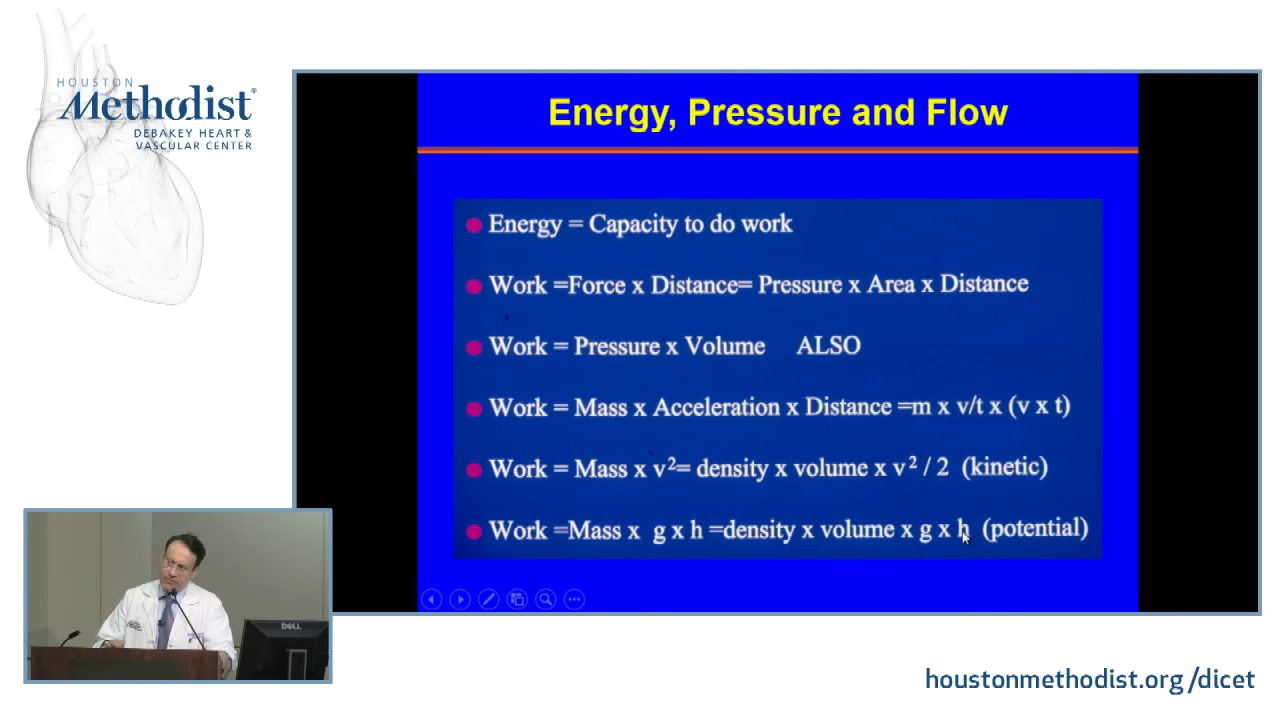 HOUSTON
Methodist®
DEBAKEY HEART &
VASCULAR CENTER
Energy, Pressure and Flow
Energy = Capacity to do work
Work =Force x Distance= Pressure x Area x Distance
Work = Pressure x Volume ALSO
Work = Mass x Acceleration x Distance =m x v/t x (v x t)
Work = Mass x v²= density x volume x v² / 2 (kinetic)
Work =Mass x g x h =density x volume x g x h (potential)
DELL
houstonmethodist.org/dicet